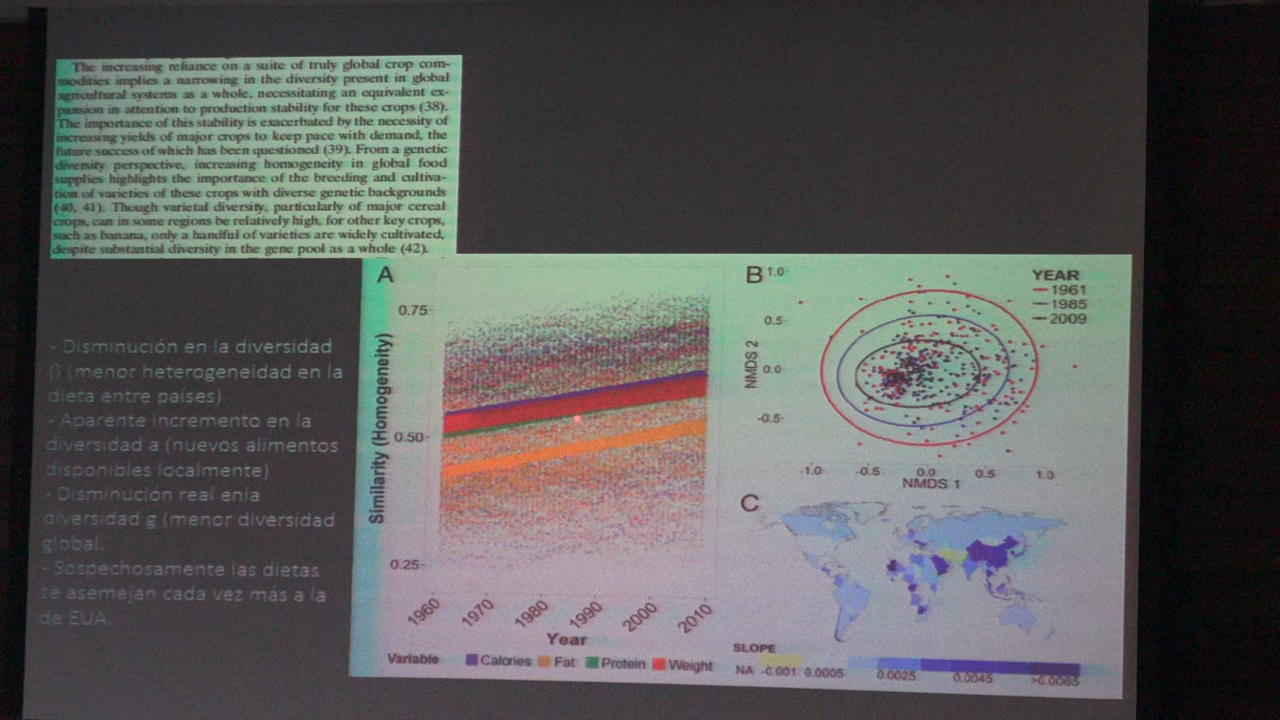 The increasing reliance on a suite of truly global crop com-
modities implies a narrowing in the diversity present in global
agricultural systems as a whole, necessitating an equivalent ex-
pansion in attention to production stability for these crops (38).
The importance of this stability is exacerbated by the necessity of
increasing yields of major crops to keep pace with demand, the
future success of which has been questioned (39). From a genetic
diversity perspective, increasing homogeneity in global food
supplies highlights the importance of the breeding and cultiva-
tion of varieties of these crops with diverse genetic backgrounds
(40, 41). Though varietal diversity, particularly of major cereal
crops, can in some regions be relatively high, for other key crops,
such as banana, only a handful of varieties are widely cultivated,
despite substantial diversity in the gene pool as a whole (42).
- Disminución en la diversidad
β (menor heterogeneidad en la
dieta entre países)
- Aparente incremento en la
diversidad a (nuevos alimentos
disponibles localmente)
- Disminución real enla
diversidad g (menor diversidad
global.
- Sospechosamente las dietas
se asemejan cada vez más a la
de EUA.
A
Similarity (Homogeneity)
0.75
0.50
0.25
1960 1970 1980 1990 2000 2010
Year
Variable Calories Fat Protein Weight
B
YEAR
1961
1985
2009
NMDS 2
1.0
0.5
0.0
-0.5
-1.0 -0.5 0.0 0.5 1.0
NMDS 1
C
SLOPE
NA -0.001 0.0005 0.0025 0.0045 >0.0065